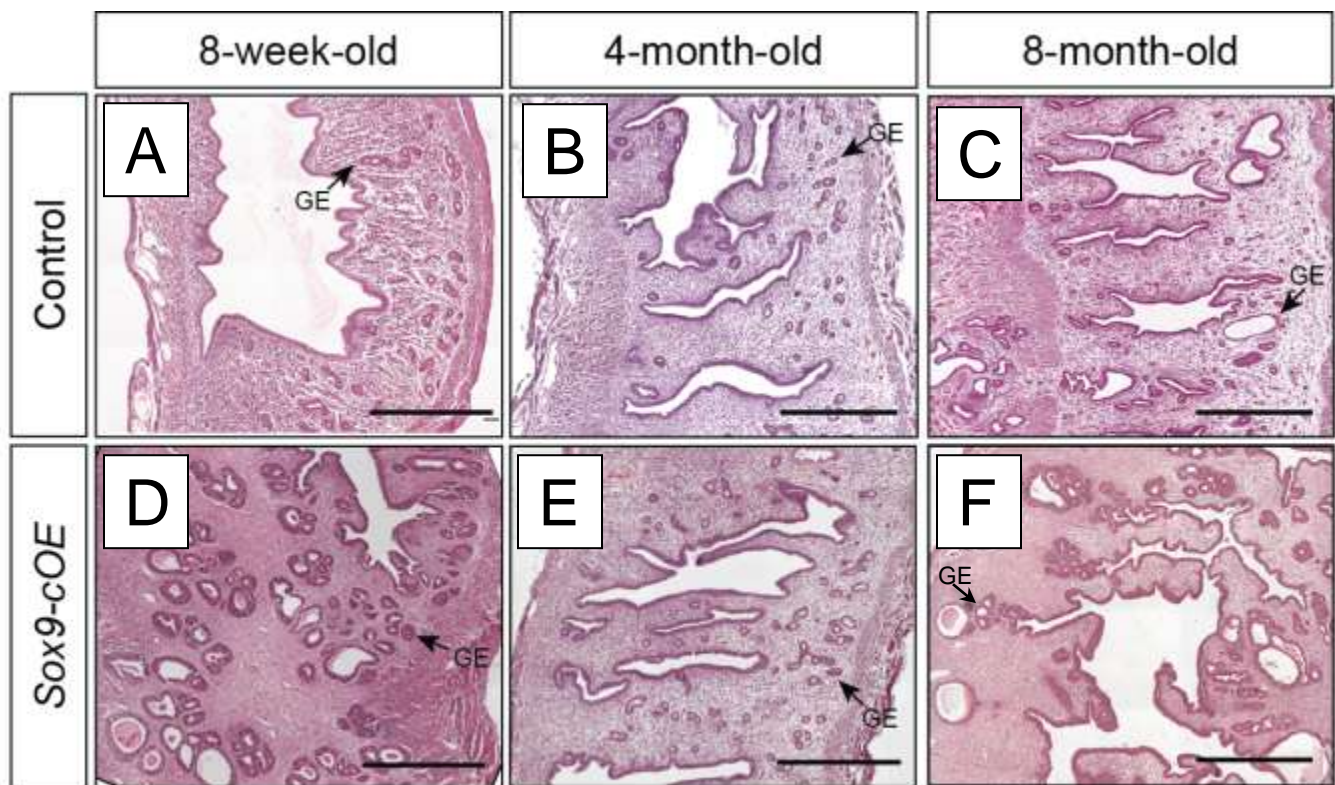 8-week-old
4-month-old
8-month-old
Control
A
GE
B
GE
C
GE
Sox9-cOE
D
GE
E
GE
F
GE